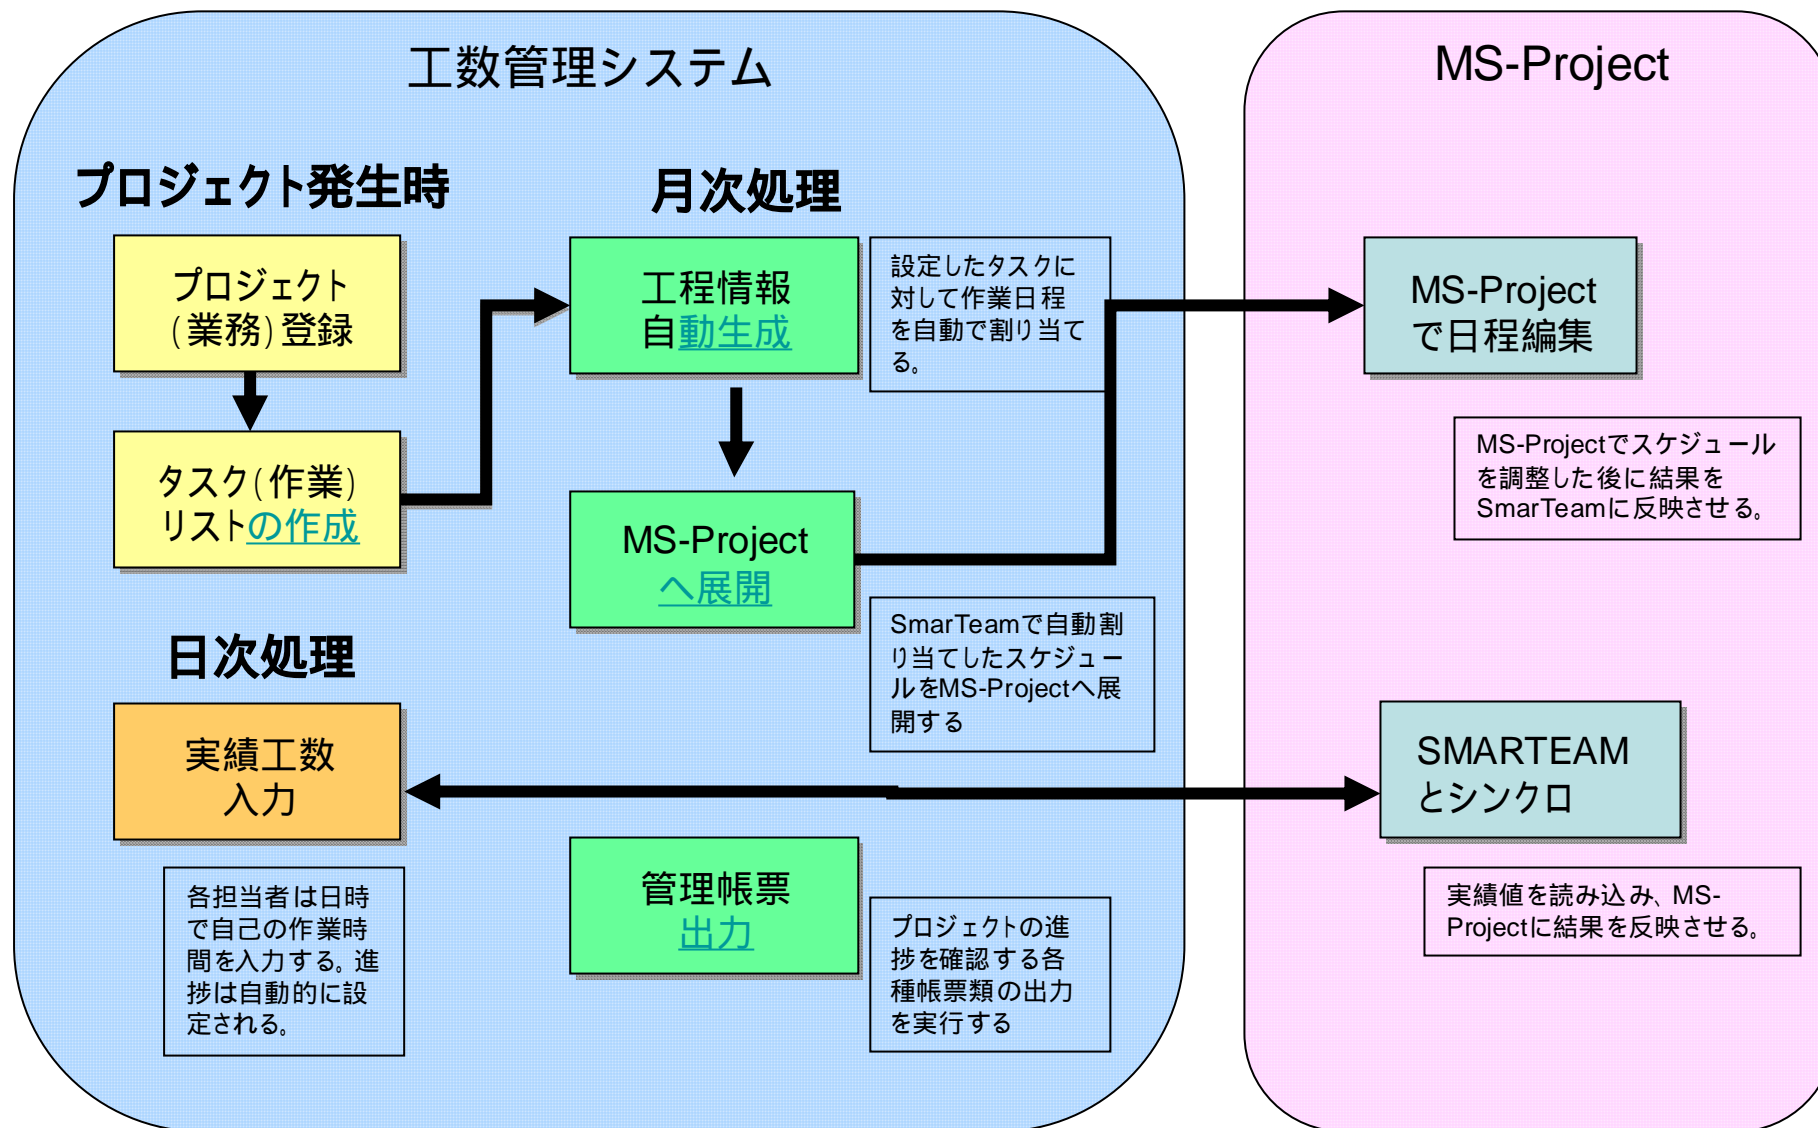 工数管理システム
MS-Project
プロジェクト発生時
月次処理
プロジェクト
(業務)登録
工程情報
自動生成
設定したタスクに
対して作業日程
を自動で割り当て
る。
MS-Project
で日程編集
タスク(作業)
リストの作成
MS-Project
へ展開
MS-Projectでスケジュール
を調整した後に結果を
SmarTeamに反映させる。
SmarTeamで自動割
り当てしたスケジュー
ルをMS-Projectへ展
開する
日次処理
実績工数
入力
SMARTEAM
とシンクロ
管理帳票
出力
各担当者は日時
で自己の作業時
間を入力する。進
捗は自動的に設
定される。
プロジェクトの進
捗を確認する各
種帳票類の出力
を実行する
実績値を読み込み、MS-
Projectに結果を反映させる。